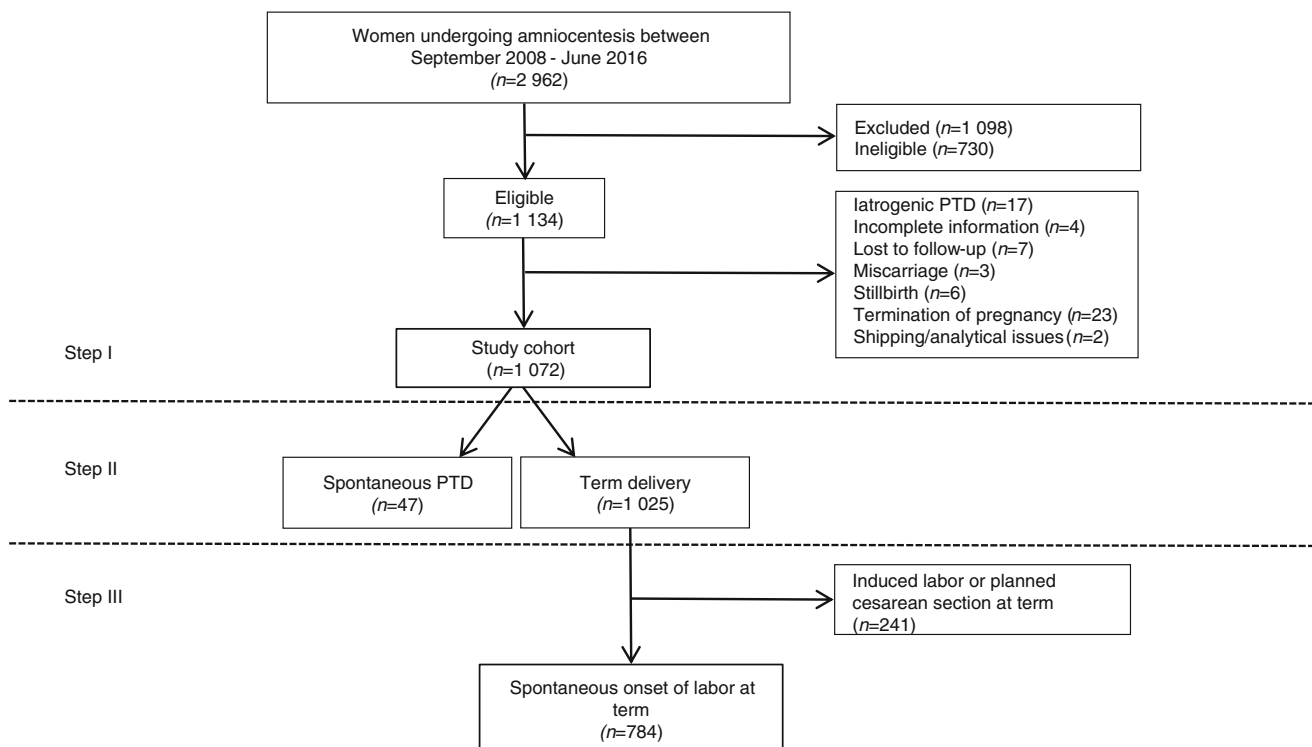 Women undergoing amniocentesis between
September 2008 - June 2016
(n=2 962)
Excluded (n=1 098)
Ineligible (n=730)
Eligible
(n=1 134)
Iatrogenic PTD (n=17)
Incomplete information (n=4)
Lost to follow-up (n=7)
Miscarriage (n=3)
Stillbirth (n=6)
Termination of pregnancy (n=23)
Shipping/analytical issues (n=2)
Step I
Study cohort
(n=1 072)
Step II
Spontaneous PTD
(n=47)
Term delivery
(n=1 025)
Step III
Induced labor or planned
cesarean section at term
(n=241)
Spontaneous onset of labor at
term
(n=784)